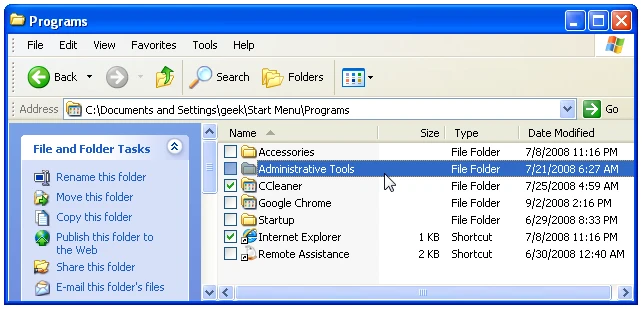 Programs
File Edit View Favorites Tools Help
Back Search Folders
Address C:\Documents and Settings\geek\Start Menu\Programs Go
File and Folder Tasks
Rename this folder
Move this folder
Copy this folder
Publish this folder to
the Web
Share this folder
E-mail this folder's files
Name Size Type Date Modified
Accessories File Folder 7/8/2008 11:16 PM
Administrative Tools File Folder 7/21/2008 6:27 AM
CCleaner File Folder 7/25/2008 4:59 AM
Google Chrome File Folder 9/2/2008 2:16 PM
Startup File Folder 6/29/2008 8:33 PM
Internet Explorer 1 KB Shortcut 7/8/2008 11:16 PM
Remote Assistance 2 KB Shortcut 6/30/2008 12:40 AM